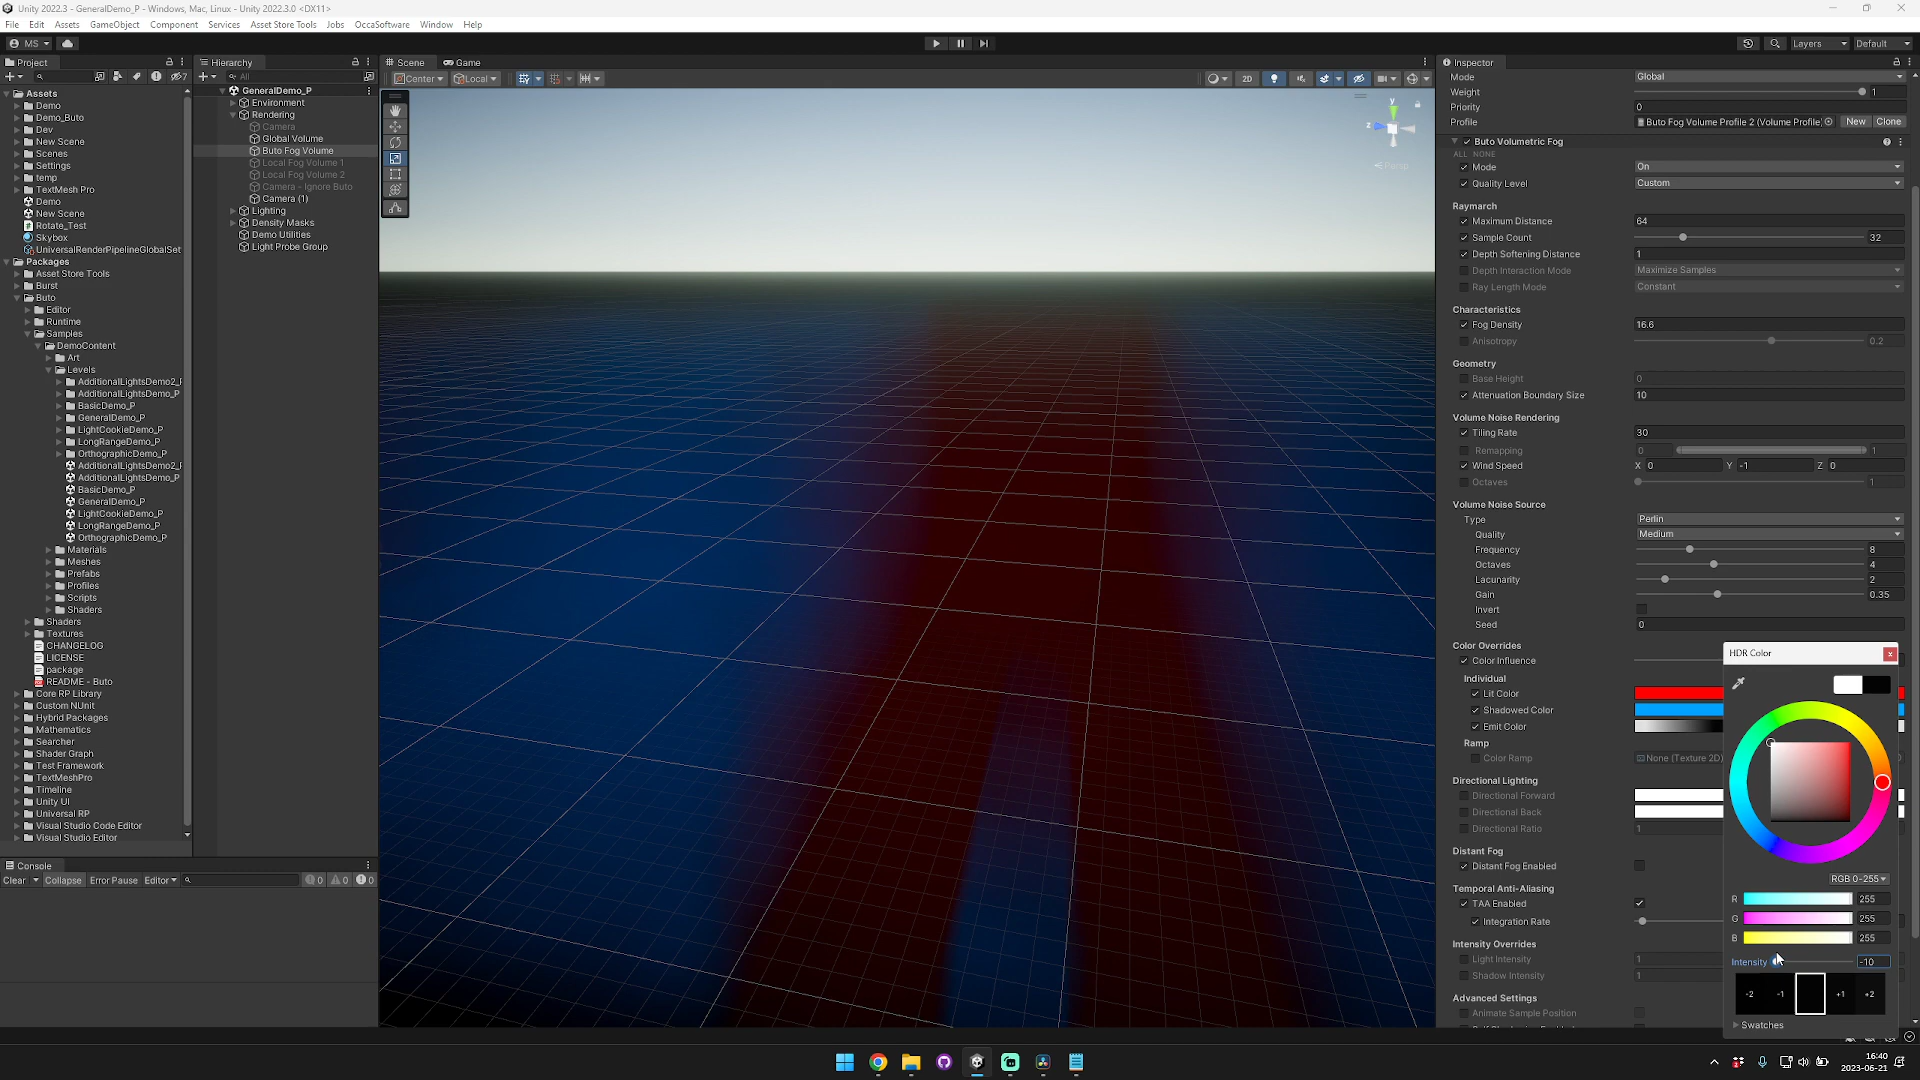 Unity 2022.3 - GeneralDemo_P - Windows, Mac, Linux - Unity 2022.3.0 <DX11>
File Edit Assets GameObject Component Services Asset Store Tools Jobs OccaSoftware Window Help
MS Layers Default
Project Hierarchy Scene Game Inspector
7 All Center Local 2D
Assets
Demo
Demo_Buto
Dev
New Scene
Scenes
Settings
temp
TextMesh Pro
Demo
New Scene
Rotate_Test
Skybox
UniversalRenderPipelineGlobalSet
Packages
Asset Store Tools
Burst
Buto
Editor
Runtime
Samples
DemoContent
Art
Levels
AdditionalLightsDemo2_
AdditionalLightsDemo_P
BasicDemo_P
GeneralDemo_P
LightCookieDemo_P
LongRangeDemo_P
OrthographicDemo_P
AdditionalLightsDemo2_
AdditionalLightsDemo_P
BasicDemo_P
GeneralDemo_P
LightCookieDemo_P
LongRangeDemo_P
OrthographicDemo_P
Materials
Meshes
Prefabs
Profiles
Scripts
Shaders
Shaders
Textures
CHANGELOG
LICENSE
package
README - Buto
Core RP Library
Custom NUnit
Hybrid Packages
Mathematics
Searcher
Shader Graph
Test Framework
TextMeshPro
Timeline
Unity UI
Universal RP
Visual Studio Code Editor
Visual Studio Editor
Console
Clear Collapse Error Pause Editor 0 0 0
GeneralDemo_P
Environment
Rendering
Camera
Global Volume
Buto Fog Volume
Local Fog Volume 1
Local Fog Volume 2
Camera - Ignore Buto
Camera (1)
Lighting
Density Masks
Demo Utilities
Light Probe Group
y
z
Persp
Mode Global
Weight 1
Priority 0
Profile Buto Fog Volume Profile 2 (Volume Profile) New Clone
Buto Volumetric Fog
ALL NONE
Mode On
Quality Level Custom
Raymarch
Maximum Distance 64
Sample Count 32
Depth Softening Distance 1
Depth Interaction Mode Maximize Samples
Ray Length Mode Constant
Characteristics
Fog Density 16.6
Anisotropy 0.2
Geometry
Base Height 0
Attenuation Boundary Size 10
Volume Noise Rendering
Tiling Rate 30
Remapping 0 1
Wind Speed X 0 Y -1 Z 0
Octaves 1
Volume Noise Source
Type Perlin
Quality Medium
Frequency 8
Octaves 4
Lacunarity 2
Gain 0.35
Invert
Seed 0
Color Overrides
Color Influence
Individual
Lit Color
Shadowed Color
Emit Color
Ramp
Color Ramp None (Texture 2D)
Directional Lighting
Directional Forward
Directional Back
Directional Ratio 1
Distant Fog
Distant Fog Enabled
Temporal Anti-Aliasing
TAA Enabled
Integration Rate
Intensity Overrides
Light Intensity 1
Shadow Intensity 1
Advanced Settings
Animate Sample Position
HDR Color
RGB 0-255
R 255
G 255
B 255
Intensity -10
-2 -1 +1 +2
Swatches
16:40
2023-06-21